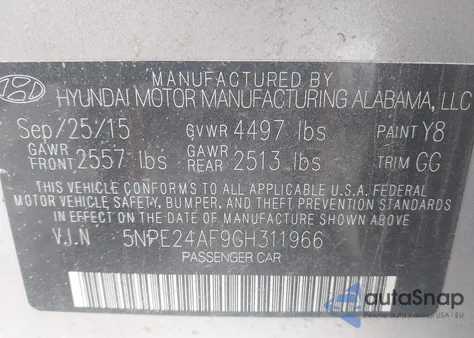 MANUFACTURED BY
HYUNDAI MOTOR MANUFACTURING ALABAMA, LLC
Sep/25/15 GVWR 4497 lbs PAINT Y8
GAWR FRONT 2557 lbs GAWR REAR 2513 lbs TRIM GG
THIS VEHICLE CONFORMS TO ALL APPLICABLE U.S.A. FEDERAL
MOTOR VEHICLE SAFETY, BUMPER, AND THEFT PREVENTION STANDARDS
IN EFFECT ON THE DATE OF MANUFACTURE SHOWN ABOVE.
V.I.N 5NPE24AF9GH311966
PASSENGER CAR
autaSnap